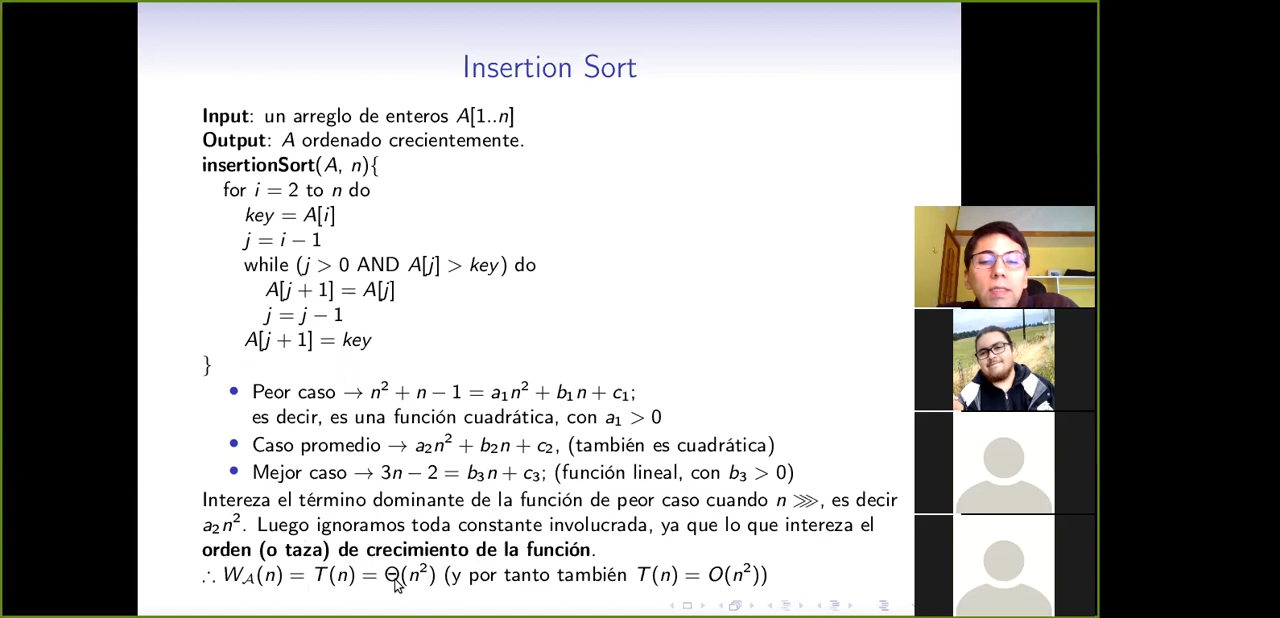 Insertion Sort
Input: un arreglo de enteros A[1..n]
Output: A ordenado crecientemente.
insertionSort(A, n){
for i = 2 to n do
key = A[i]
j = i − 1
while (j > 0 AND A[j] > key) do
A[j + 1] = A[j]
j = j − 1
A[j + 1] = key
}
• Peor caso → n² + n − 1 = a₁n² + b₁n + c₁;
es decir, es una función cuadrática, con a₁ > 0
• Caso promedio → a₂n² + b₂n + c₂, (también es cuadrática)
• Mejor caso → 3n − 2 = b₃n + c₃; (función lineal, con b₃ > 0)
Intereza el término dominante de la función de peor caso cuando n ⋙, es decir
a₂n². Luego ignoramos toda constante involucrada, ya que lo que intereza el
orden (o taza) de crecimiento de la función.
∴ W_𝒜(n) = T(n) = Θ(n²) (y por tanto también T(n) = O(n²))